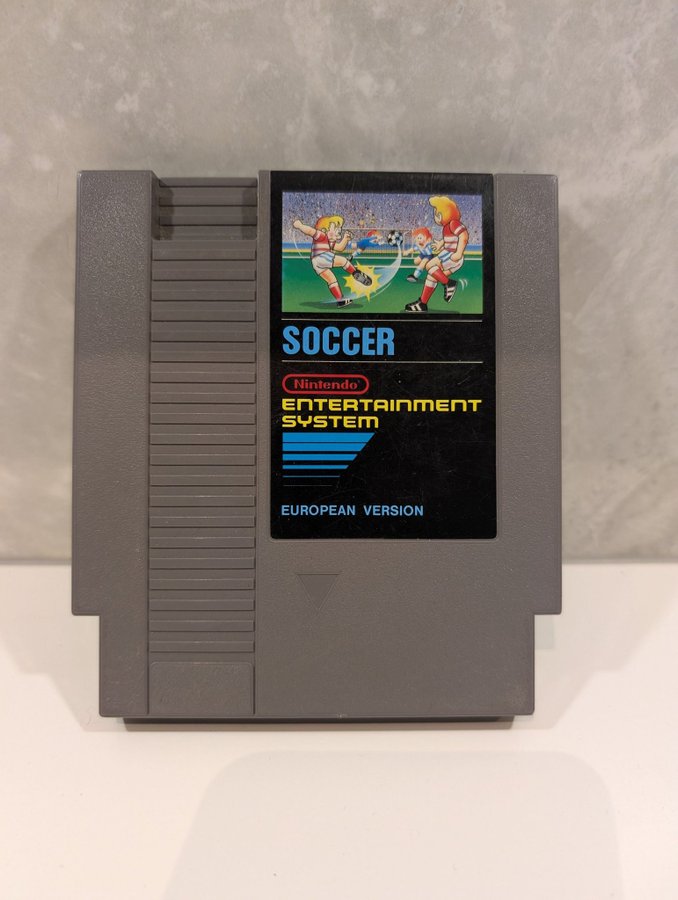 SOCCER
Nintendo
ENTERTAINMENT
SYSTEM
EUROPEAN VERSION